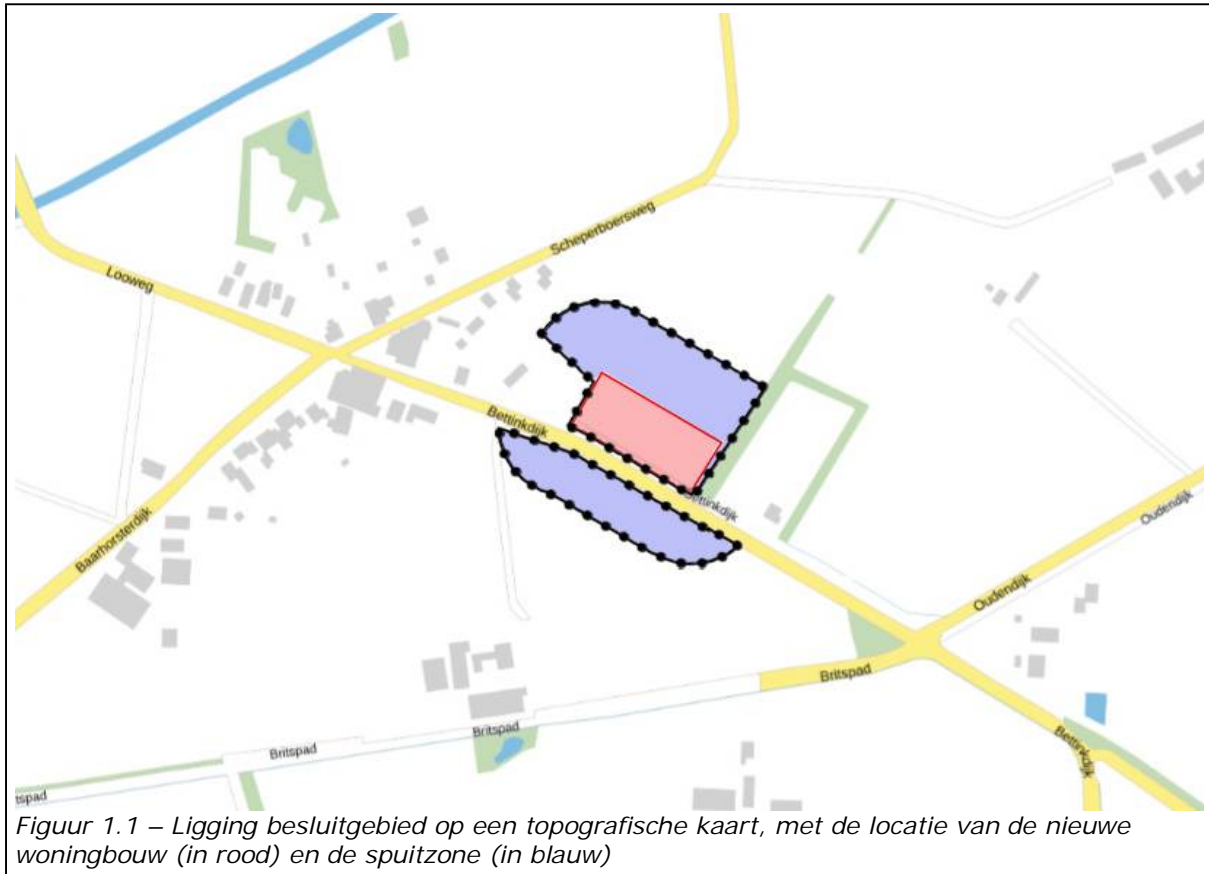 Scheperboersweg
Looweg
Bettinkdijk
Bettinkdijk
Baarhorsterdijk
Oudendijk
Oudendijk
Britspad
Britspad
Britspad
Bettinkdijk
tspad
Figuur 1.1 – Ligging besluitgebied op een topografische kaart, met de locatie van de nieuwe
woningbouw (in rood) en de spuitzone (in blauw)